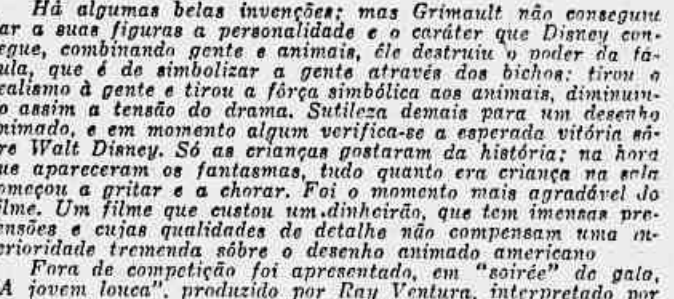 Há algumas belas invenções; mas Grimault não conseguiu
ar a suas figuras a personalidade e o caráter que Disney con-
egue, combinando gente e animais, êle destruiu o poder da fá-
ula, que é de simbolizar a gente através dos bichos: tirou o
ealismo à gente e tirou a fôrça simbólica aos animais, diminuin-
o assim a tensão do drama. Sutileza demais para um desenho
nimado, e em momento algum verifica-se a esperada vitória sô-
re Walt Disney. Só as crianças gostaram da história: na hora
ue apareceram os fantasmas, tudo quanto era criança na sala
omeçou a gritar e a chorar. Foi o momento mais agradável do
ilme. Um filme que custou um dinheirão, que tem imensas pre-
ensões e cujas qualidades de detalhe não compensam uma in-
erioridade tremenda sôbre o desenho animado americano
Fora de competição foi apresentado, em "soirée" de gala,
A jovem louca", produzido por Ray Ventura, interpretado por